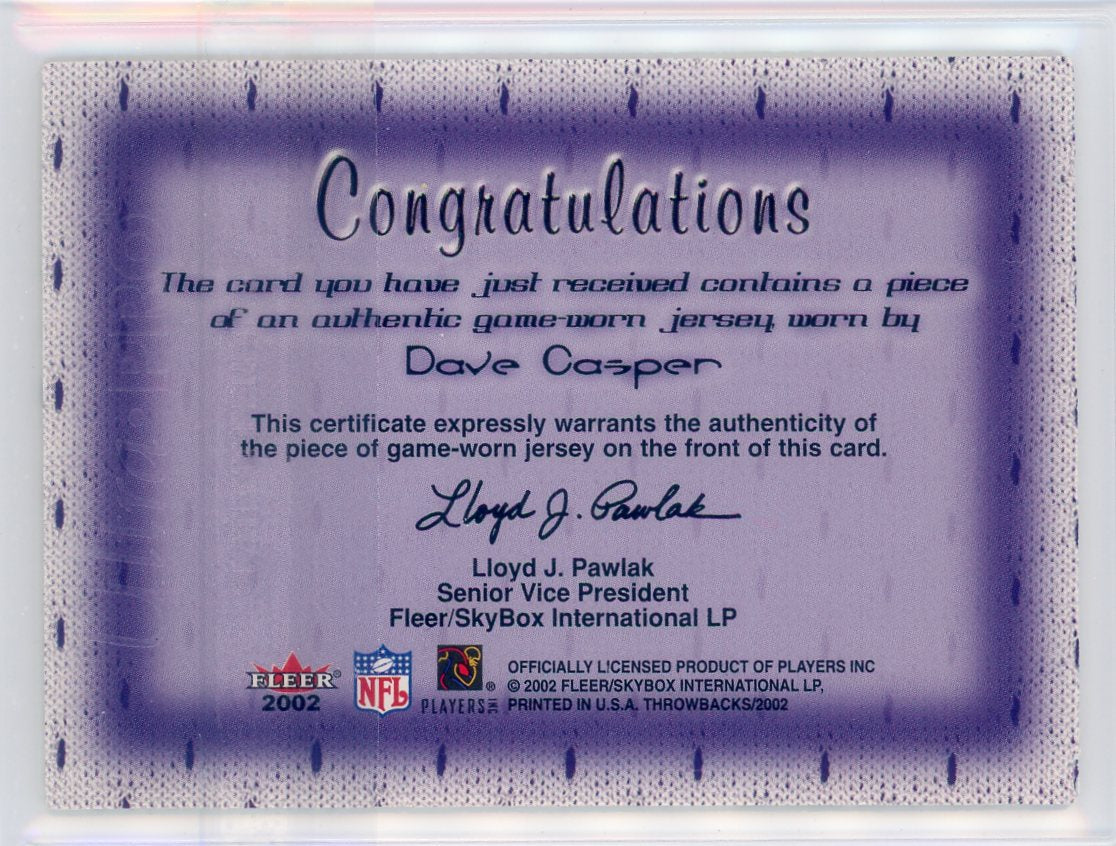 Congratulations
The card you have just received contains a piece
of an authentic game-worn jersey worn by
Dave Casper
This certificate expressly warrants the authenticity of
the piece of game-worn jersey on the front of this card.
Lloyd J. Pawlak
Lloyd J. Pawlak
Senior Vice President
Fleer/SkyBox International LP
FLEER®
2002
NFL
®
PLAYERS INC
OFFICIALLY LICENSED PRODUCT OF PLAYERS INC
© 2002 FLEER/SKYBOX INTERNATIONAL LP,
PRINTED IN U.S.A. THROWBACKS/2002